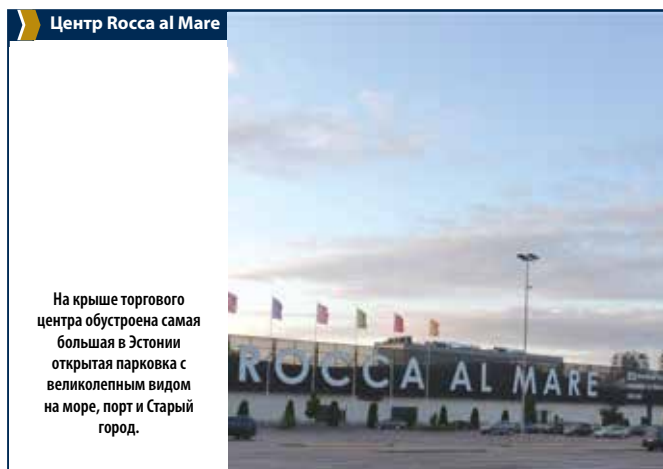 Центр Rocca al Mare
На крыше торгового
центра обустроена самая
большая в Эстонии
открытая парковка с
великолепным видом
на море, порт и Старый
город.
ROCCA AL MARE